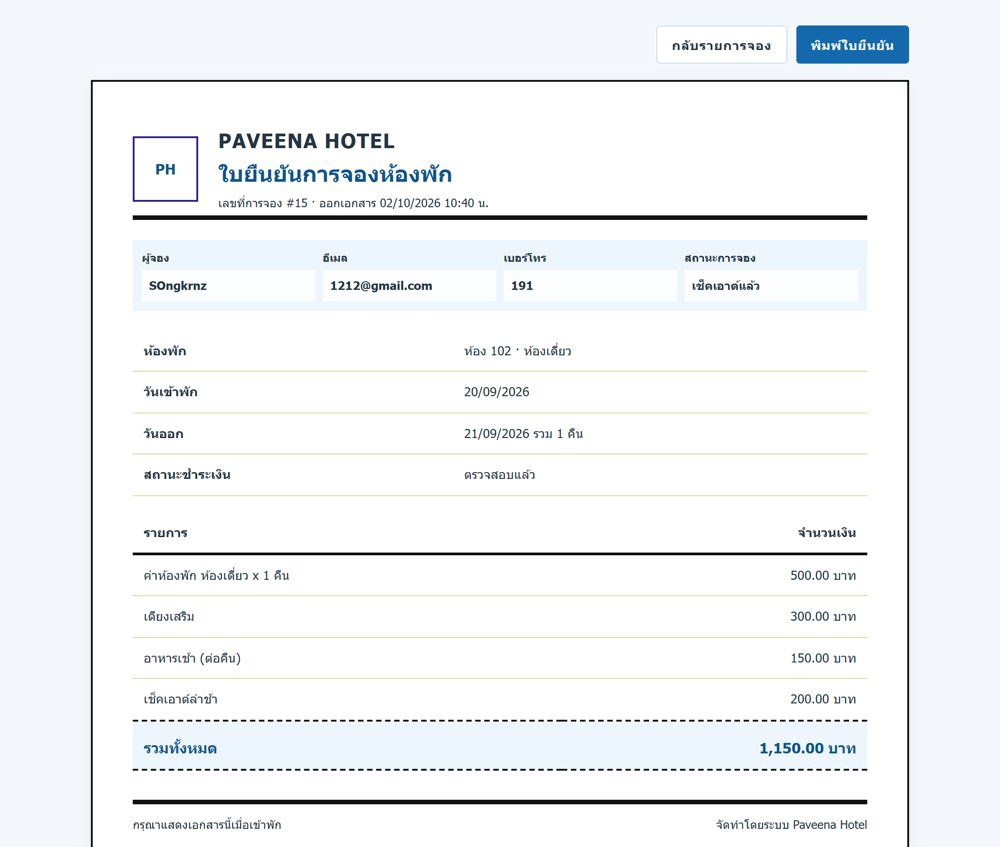 กลับรายการจอง พิมพ์ใบยืนยัน
PH
PAVEENA HOTEL
ใบยืนยันการจองห้องพัก
เลขที่การจอง #15 · ออกเอกสาร 02/10/2026 10:40 น.
ผู้จอง อีเมล เบอร์โทร สถานะการจอง
SOngkrnz 1212@gmail.com 191 เช็คเอาต์แล้ว
ห้องพัก ห้อง 102 · ห้องเดี่ยว
วันเข้าพัก 20/09/2026
วันออก 21/09/2026 รวม 1 คืน
สถานะชำระเงิน ตรวจสอบแล้ว
รายการ จำนวนเงิน
ค่าห้องพัก ห้องเดี่ยว x 1 คืน 500.00 บาท
เตียงเสริม 300.00 บาท
อาหารเช้า (ต่อคืน) 150.00 บาท
เช็คเอาต์ล่าช้า 200.00 บาท
รวมทั้งหมด 1,150.00 บาท
กรุณาแสดงเอกสารนี้เมื่อเข้าพัก จัดทำโดยระบบ Paveena Hotel